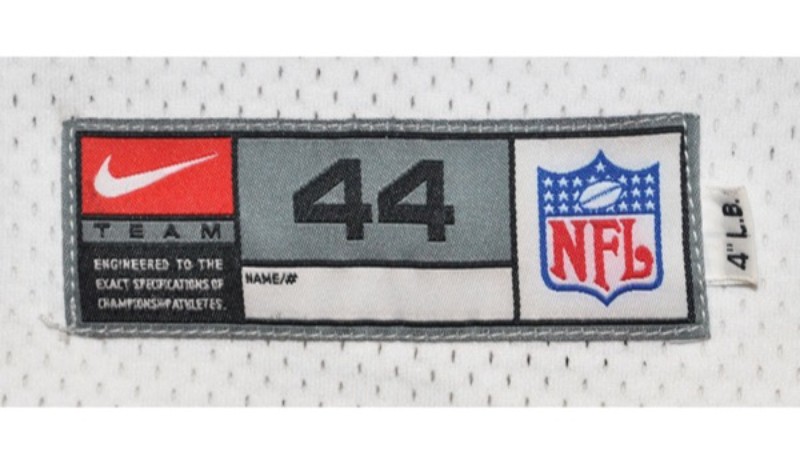 TEAM
ENGINEERED TO THE
EXACT SPECIFICATIONS OF
CHAMPIONSHIP ATHLETES.
44
NAME/#
NFL
4" L.B.